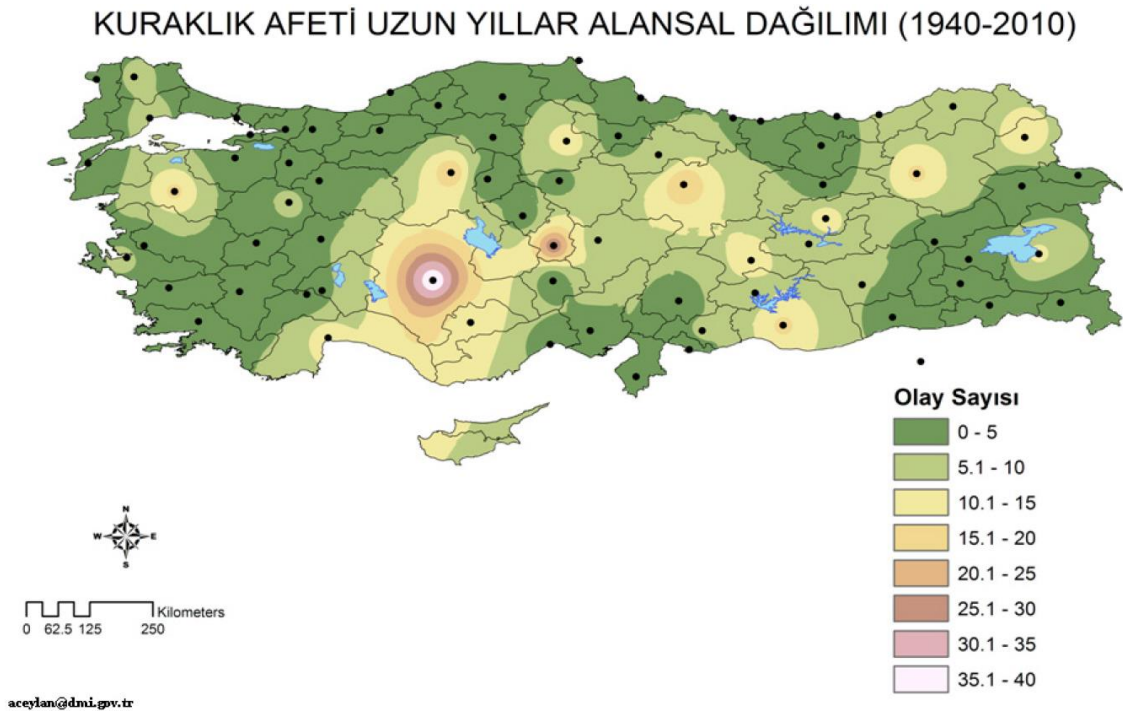 KURAKLIK AFETİ UZUN YILLAR ALANSAL DAĞILIMI (1940-2010)
Olay Sayısı
0 - 5
5.1 - 10
10.1 - 15
15.1 - 20
20.1 - 25
25.1 - 30
30.1 - 35
35.1 - 40
N
W E
S
Kilometers
0 62.5 125 250
aceylan@dmi.gov.tr